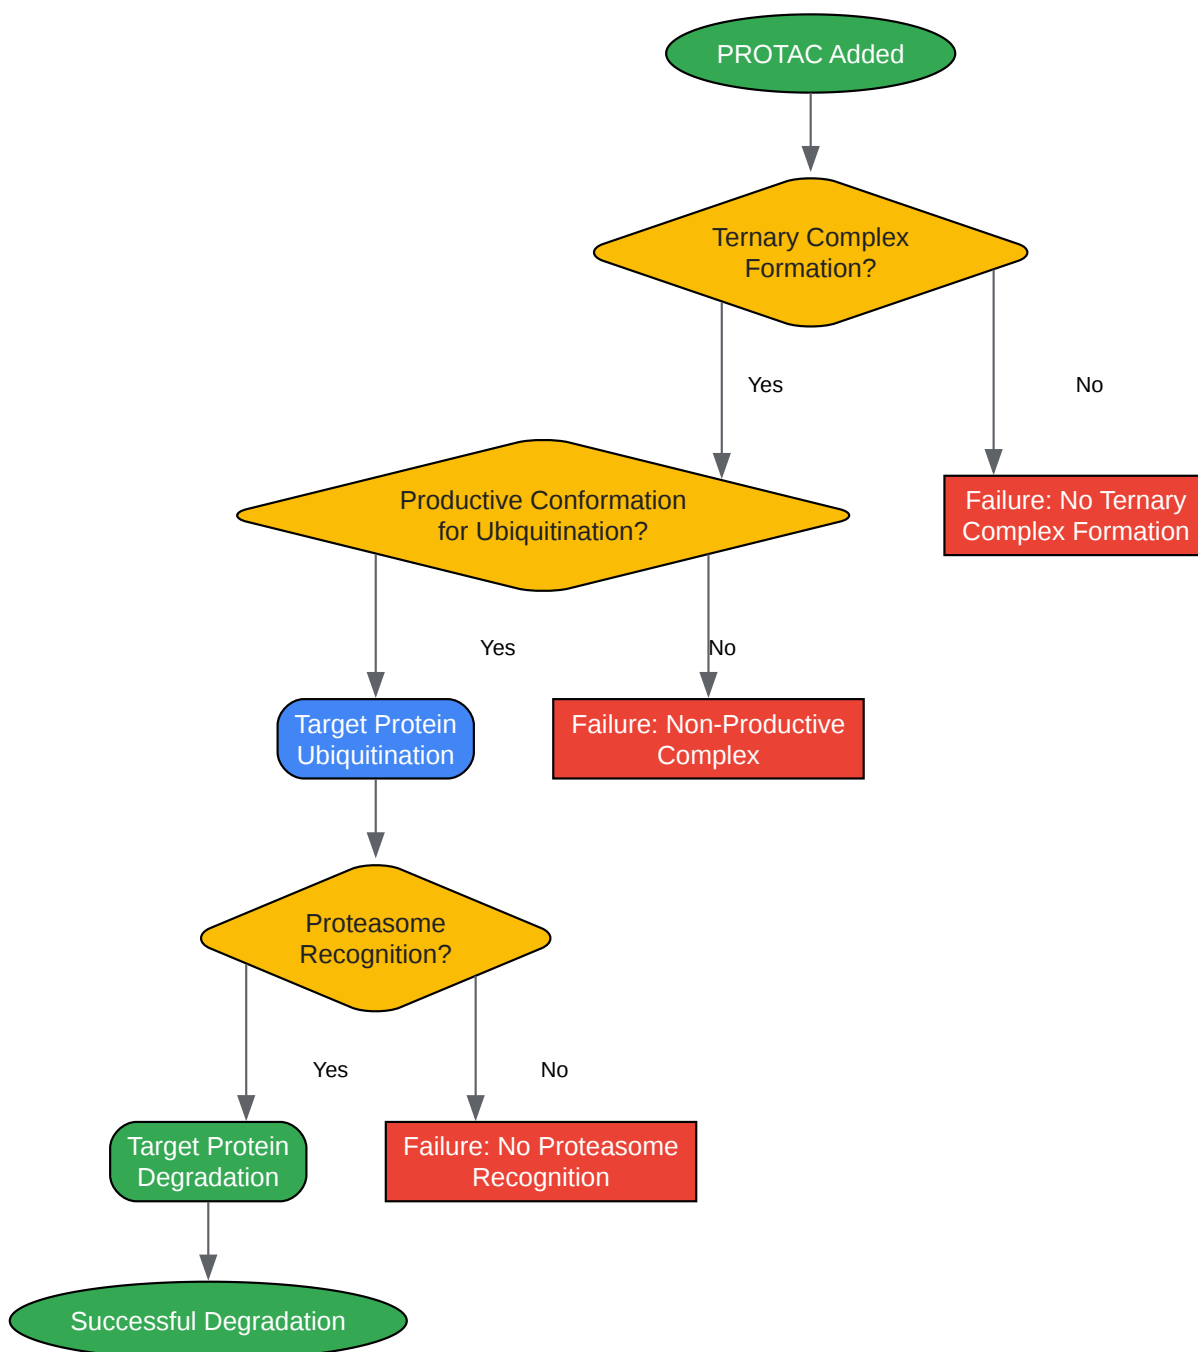 PROTAC Added
Ternary Complex
Formation?
Yes
No
Productive Conformation
for Ubiquitination?
Failure: No Ternary
Complex Formation
Yes
No
Target Protein
Ubiquitination
Failure: Non-Productive
Complex
Proteasome
Recognition?
Yes
No
Target Protein
Degradation
Failure: No Proteasome
Recognition
Successful Degradation